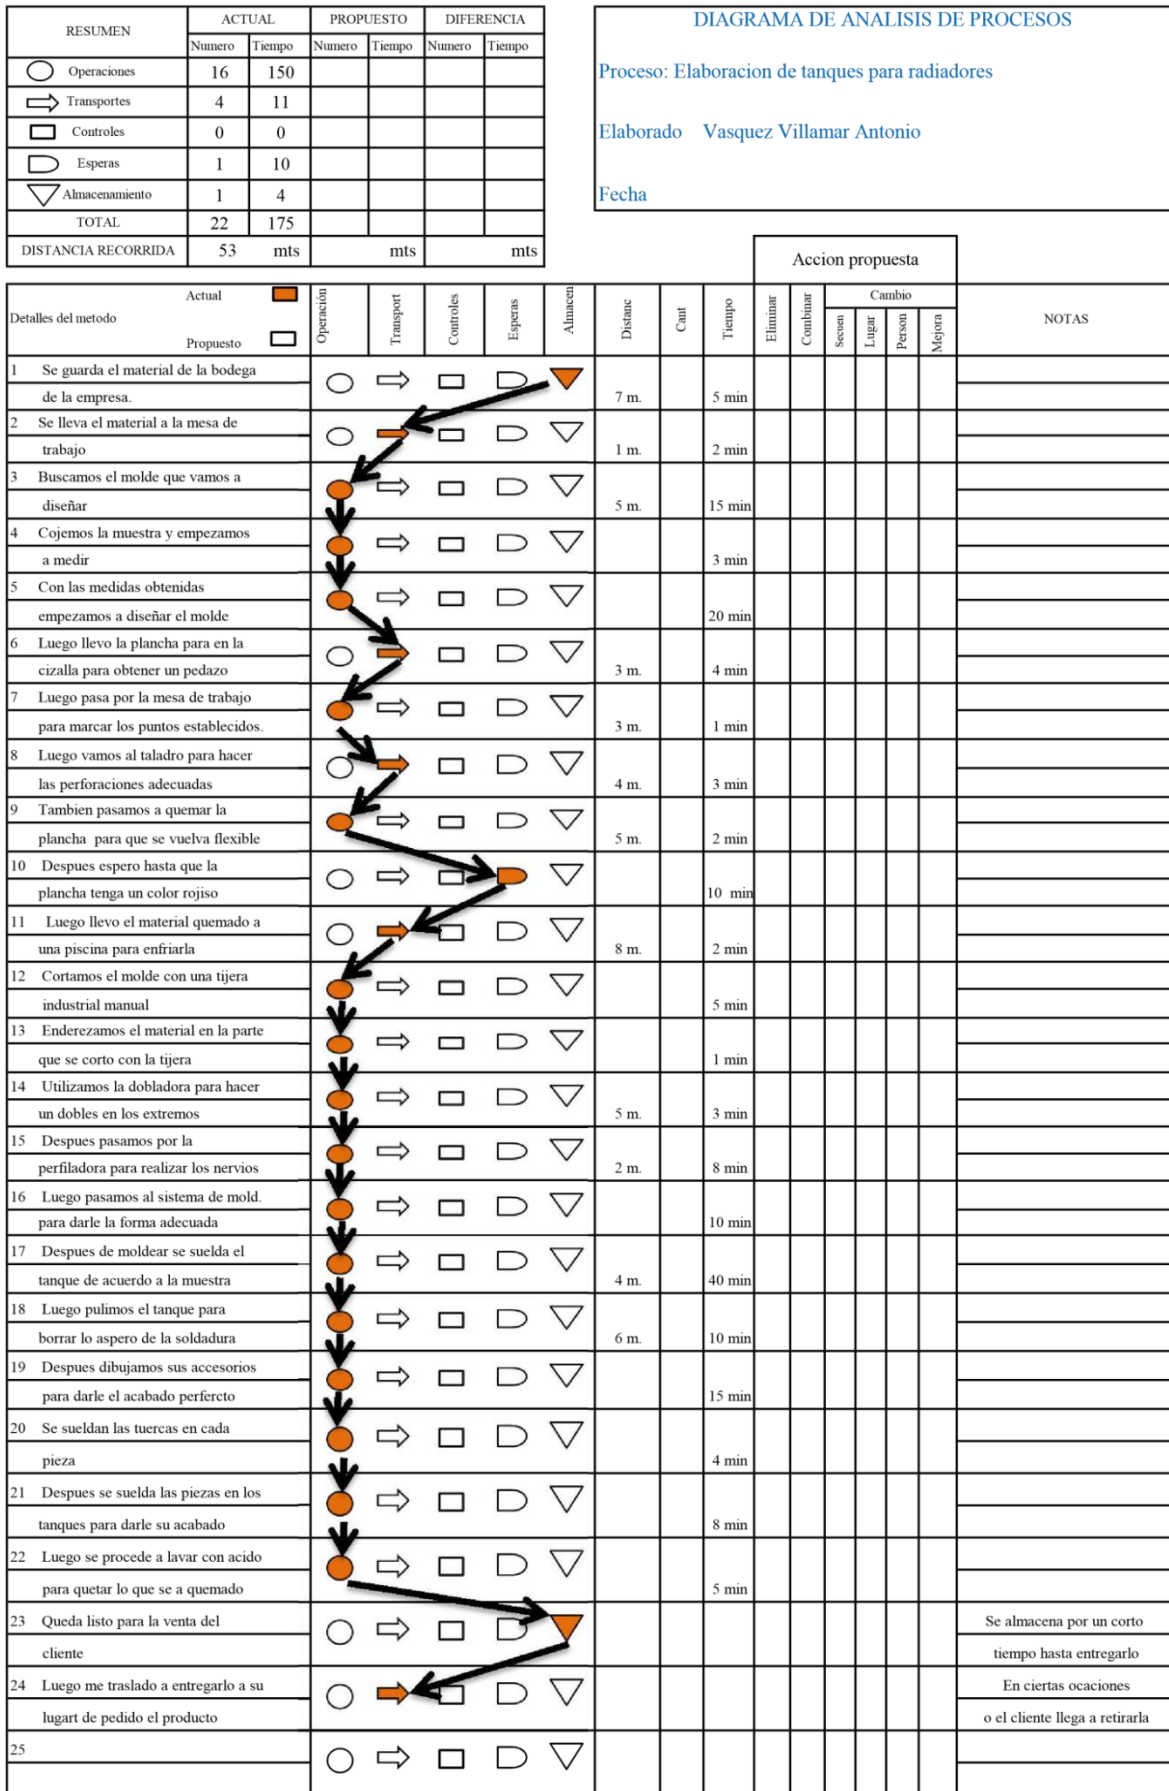 RESUMEN
ACTUAL PROPUESTO DIFERENCIA
Numero Tiempo Numero Tiempo Numero Tiempo
Operaciones 16 150
Transportes 4 11
Controles 0 0
Esperas 1 10
Almacenamiento 1 4
TOTAL 22 175
DISTANCIA RECORRIDA 53 mts mts mts
DIAGRAMA DE ANALISIS DE PROCESOS
Proceso: Elaboracion de tanques para radiadores
Elaborado Vasquez Villamar Antonio
Fecha
Accion propuesta
Detalles del metodo
Actual
Propuesto
Operación Transport Controles Esperas Almacen Distanc Cant Tiempo Eliminar Combinar
Cambio
Secuen Lugar Person Mejora
NOTAS
1 Se guarda el material de la bodega
de la empresa. 7 m. 5 min
2 Se lleva el material a la mesa de
trabajo 1 m. 2 min
3 Buscamos el molde que vamos a
diseñar 5 m. 15 min
4 Cojemos la muestra y empezamos
a medir 3 min
5 Con las medidas obtenidas
empezamos a diseñar el molde 20 min
6 Luego llevo la plancha para en la
cizalla para obtener un pedazo 3 m. 4 min
7 Luego pasa por la mesa de trabajo
para marcar los puntos establecidos. 3 m. 1 min
8 Luego vamos al taladro para hacer
las perforaciones adecuadas 4 m. 3 min
9 Tambien pasamos a quemar la
plancha para que se vuelva flexible 5 m. 2 min
10 Despues espero hasta que la
plancha tenga un color rojiso 10 min
11 Luego llevo el material quemado a
una piscina para enfriarla 8 m. 2 min
12 Cortamos el molde con una tijera
industrial manual 5 min
13 Enderezamos el material en la parte
que se corto con la tijera 1 min
14 Utilizamos la dobladora para hacer
un dobles en los extremos 5 m. 3 min
15 Despues pasamos por la
perfiladora para realizar los nervios 2 m. 8 min
16 Luego pasamos al sistema de mold.
para darle la forma adecuada 10 min
17 Despues de moldear se suelda el
tanque de acuerdo a la muestra 4 m. 40 min
18 Luego pulimos el tanque para
borrar lo aspero de la soldadura 6 m. 10 min
19 Despues dibujamos sus accesorios
para darle el acabado perfercto 15 min
20 Se sueldan las tuercas en cada
pieza 4 min
21 Despues se suelda las piezas en los
tanques para darle su acabado 8 min
22 Luego se procede a lavar con acido
para quetar lo que se a quemado 5 min
23 Queda listo para la venta del Se almacena por un corto
cliente tiempo hasta entregarlo
24 Luego me traslado a entregarlo a su En ciertas ocaciones
lugart de pedido el producto o el cliente llega a retirarla
25